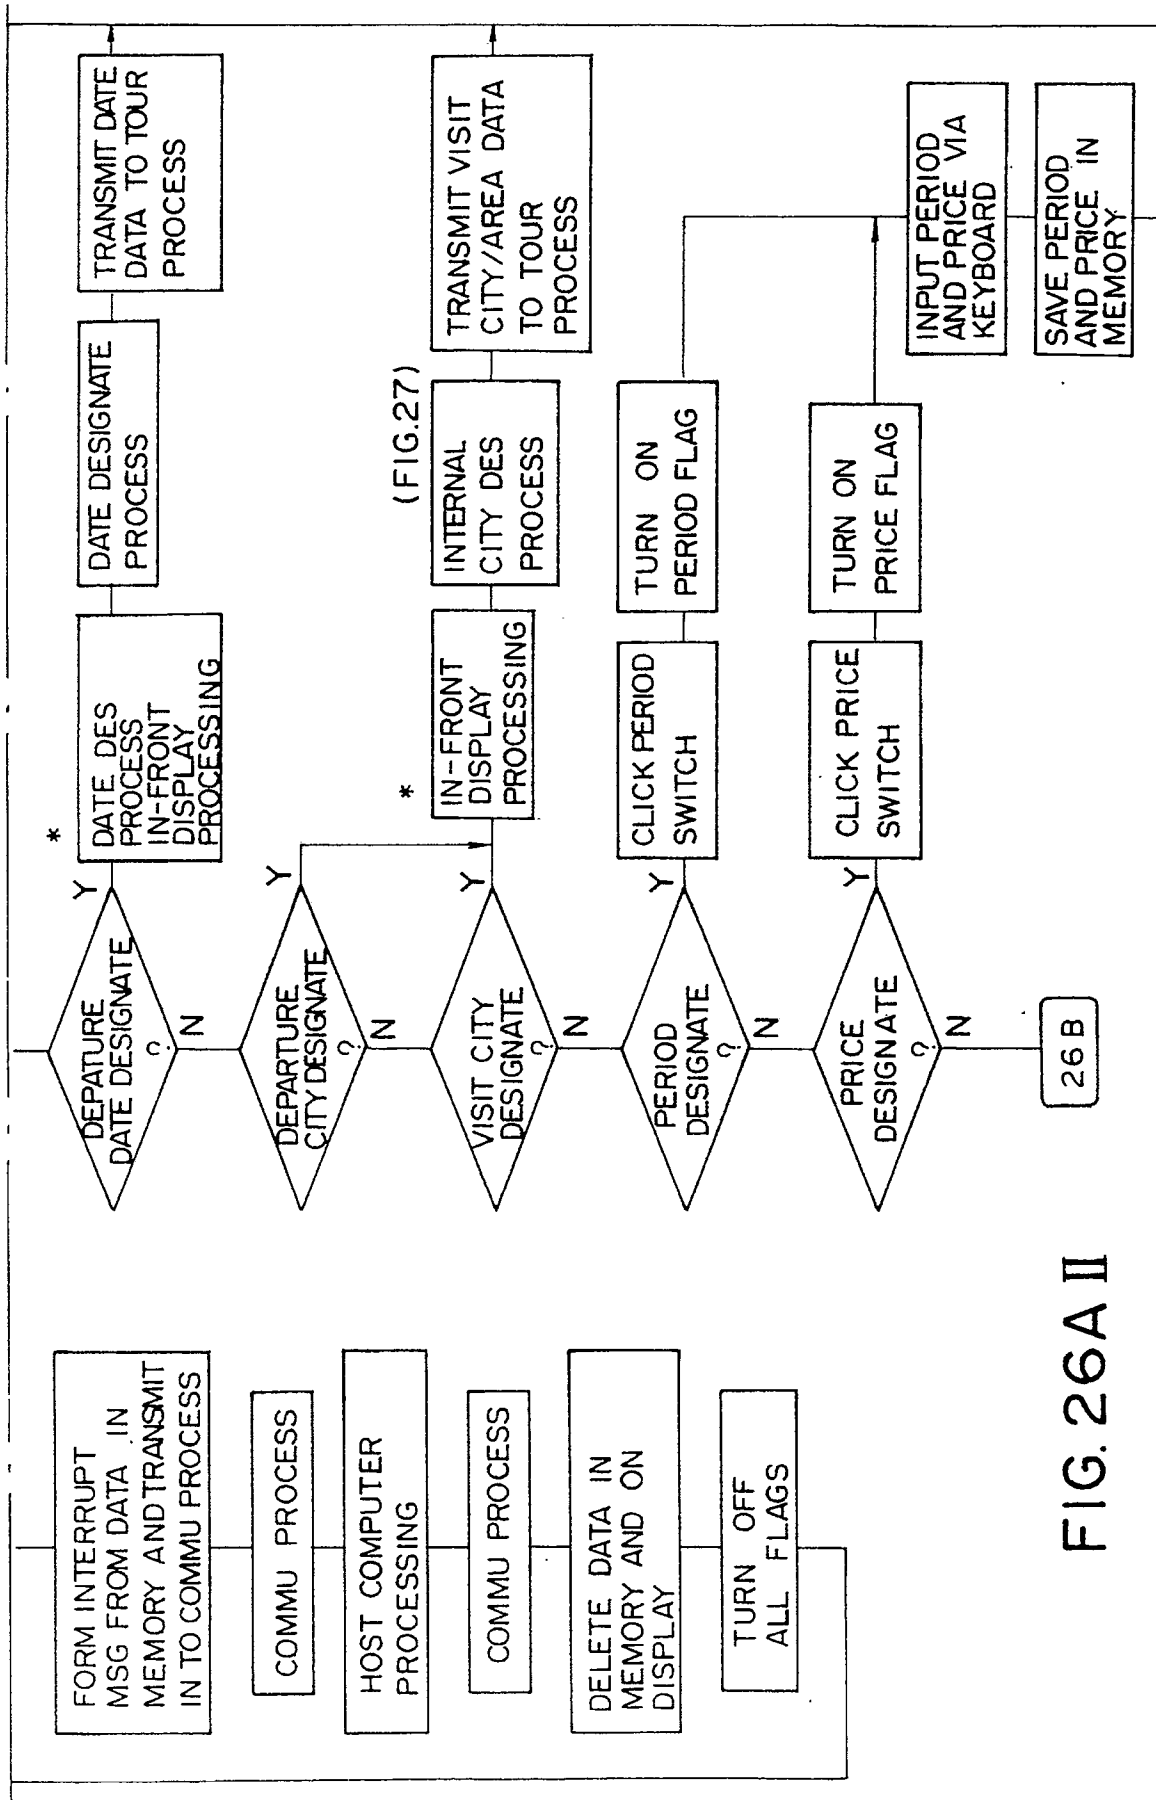 FORM INTERRUPT
MSG FROM DATA IN
MEMORY AND TRANSMIT
IN TO COMMU PROCESS
COMMU PROCESS
HOST COMPUTER
PROCESSING
COMMU PROCESS
DELETE DATA IN
MEMORY AND ON
DISPLAY
TURN OFF
ALL FLAGS
DEPATURE
DATE DESIGNATE
?
Y
N
*
DATE DES
PROCESS
IN-FRONT
DISPLAY
PROCESSING
DATE DESIGNATE
PROCESS
TRANSMIT DATE
DATA TO TOUR
PROCESS
DEPARTURE
CITY DESIGNATE
?
Y
N
VISIT CITY
DESIGNATE
?
Y
N
*
IN-FRONT
DISPLAY
PROCESSING
(FIG.27)
INTERNAL
CITY DES
PROCESS
TRANSMIT VISIT
CITY/AREA DATA
TO TOUR
PROCESS
PERIOD
DESIGNATE
?
Y
N
CLICK PERIOD
SWITCH
TURN ON
PERIOD FLAG
PRICE
DESIGNATE
?
Y
N
CLICK PRICE
SWITCH
TURN ON
PRICE FLAG
INPUT PERIOD
AND PRICE VIA
KEYBOARD
SAVE PERIOD
AND PRICE IN
MEMORY
26B
FIG. 26A II